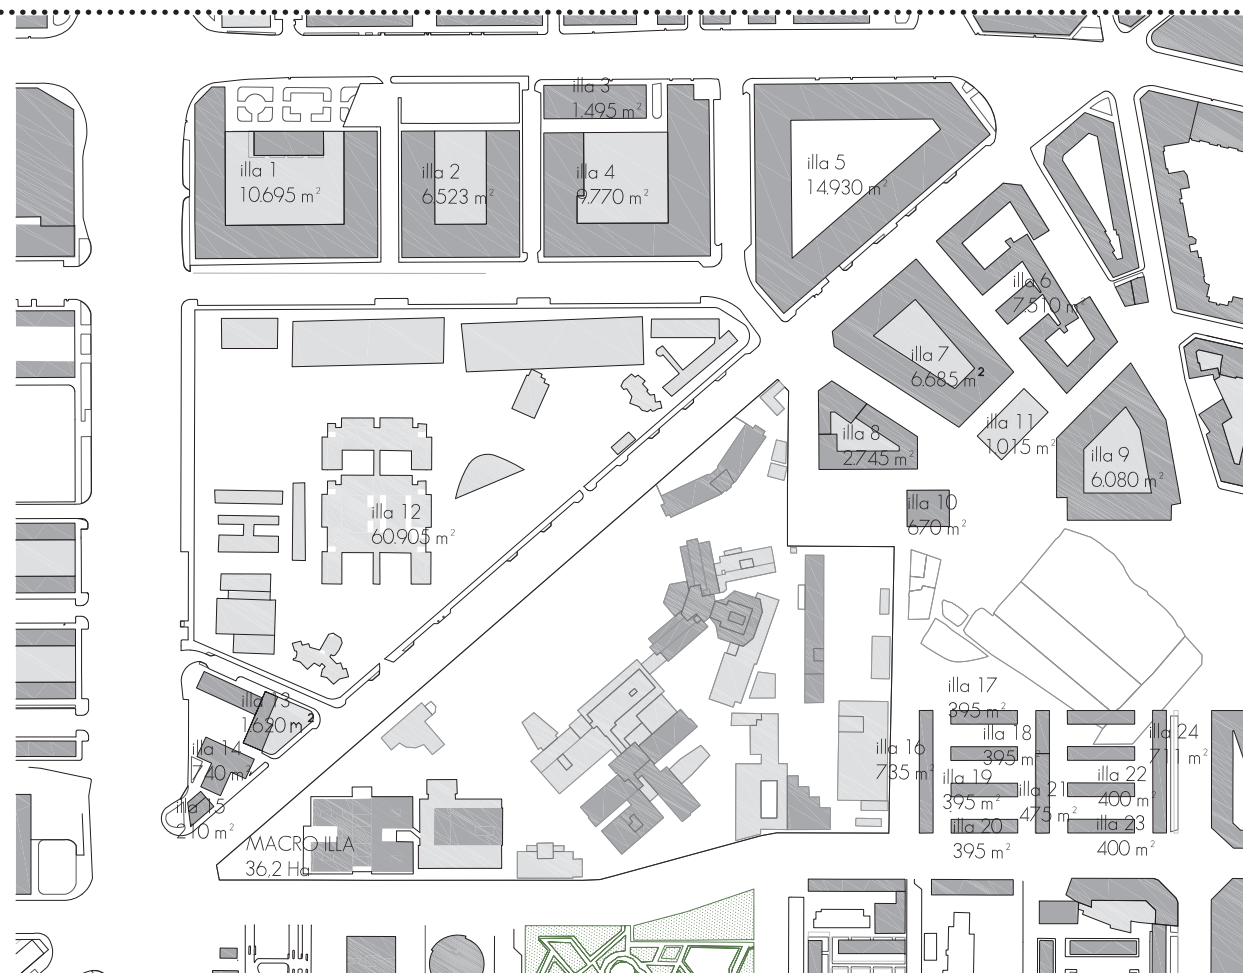 illa 3
1.495 m²
illa 1
10.695 m²
illa 2
6.523 m²
illa 4
9.770 m²
illa 5
14.930 m²
illa 6
7.510 m²
illa 7
6.685 m²
illa 8
2.745 m²
illa 11
1.015 m²
illa 9
6.080 m²
illa 10
670 m²
illa 12
60.905 m²
illa 13
1.620 m²
illa 14
740 m²
illa 15
210 m²
MACRO ILLA
36,2 Ha
illa 16
735 m²
illa 17
395 m²
illa 18
395 m²
illa 19
395 m²
illa 20
395 m²
illa 21
475 m²
illa 22
400 m²
illa 23
400 m²
illa 24
711 m²